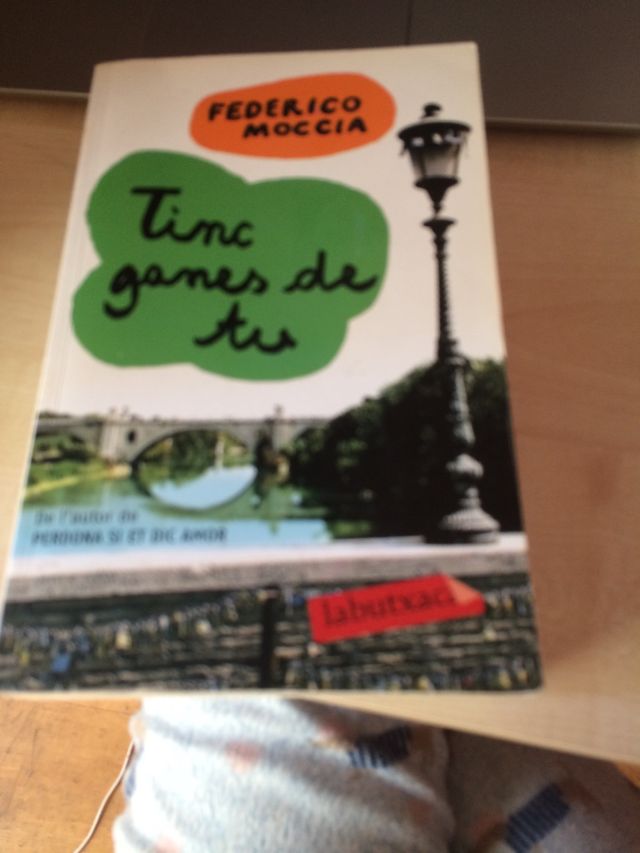 FEDERICO
MOCCIA
Tinc
ganes de
tu
De l'autor de
PERDONA SI ET DIC AMOR
labutxaca